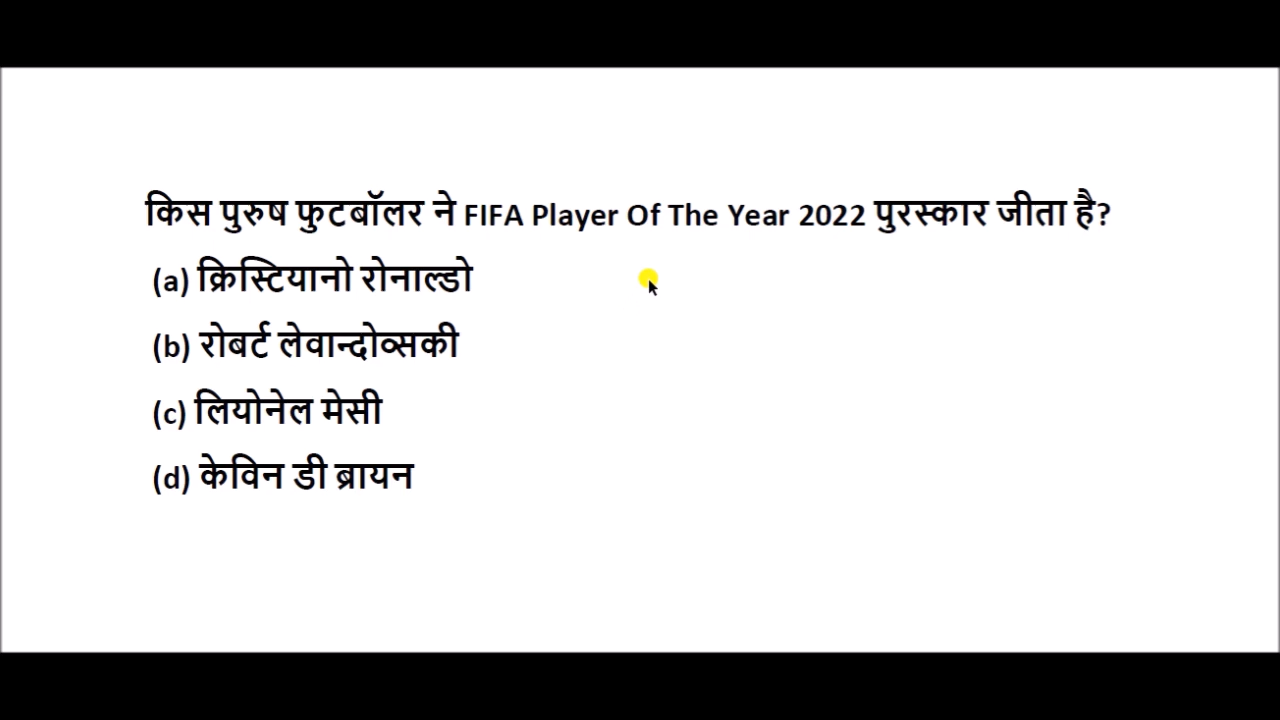 किस पुरुष फुटबॉलर ने FIFA Player Of The Year 2022 पुरस्कार जीता है?
(a) क्रिस्टियानो रोनाल्डो
(b) रोबर्ट लेवान्दोव्सकी
(c) लियोनेल मेसी
(d) केविन डी ब्रायन